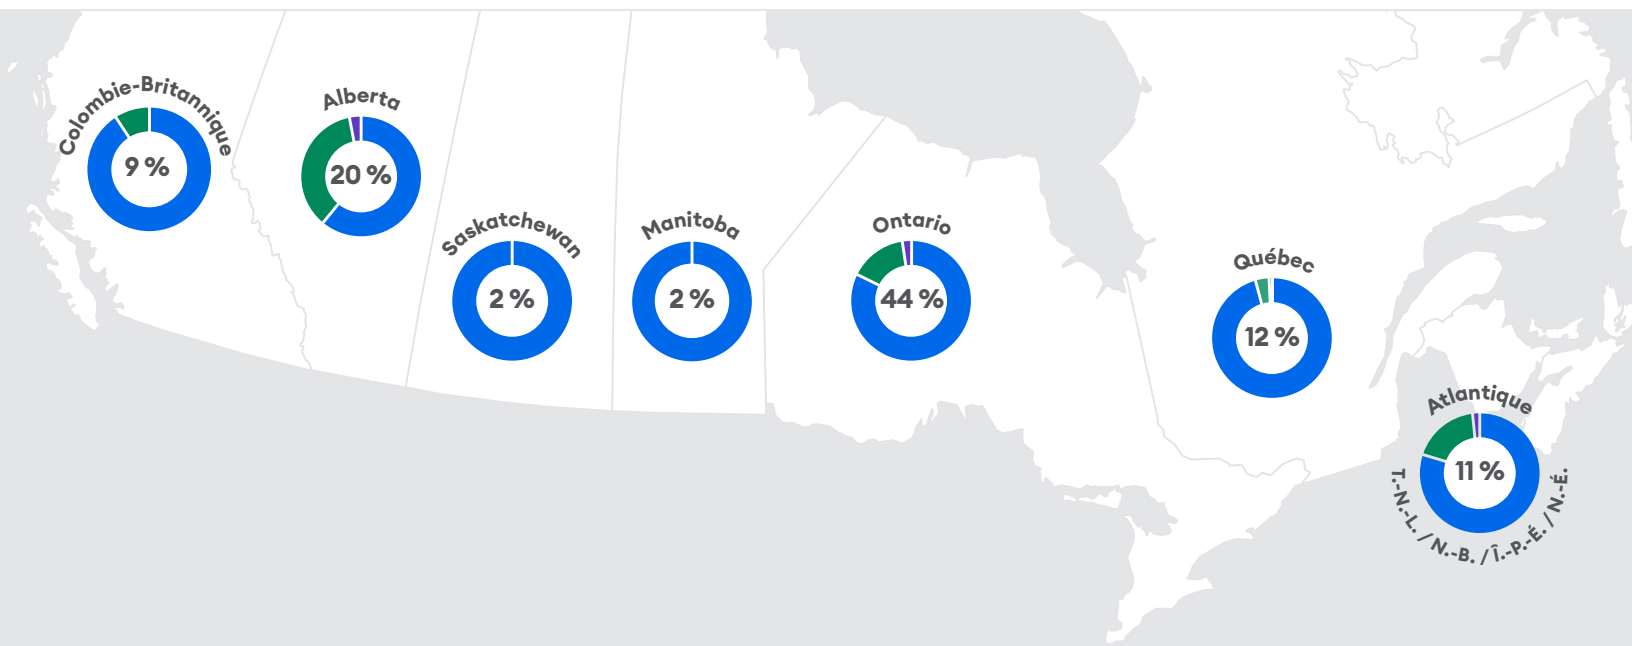 Colombie-Britannique
9 %
Alberta
20 %
Saskatchewan
2 %
Manitoba
2 %
Ontario
44 %
Québec
12 %
Atlantique
11 %
T.-N.-L. / N.-B. / Î.-P.-É. / N.-É.